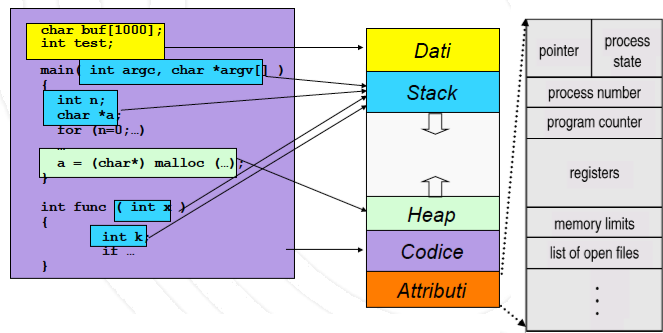 char buf[1000];
int test;
main( int argc, char *argv[] )
{
int n;
char *a;
for (n=0;…)
…
a = (char*) malloc (…);
}
int func ( int x )
{
int k;
if …
}
Dati
Stack
Heap
Codice
Attributi
pointer
process
state
process number
program counter
registers
memory limits
list of open files